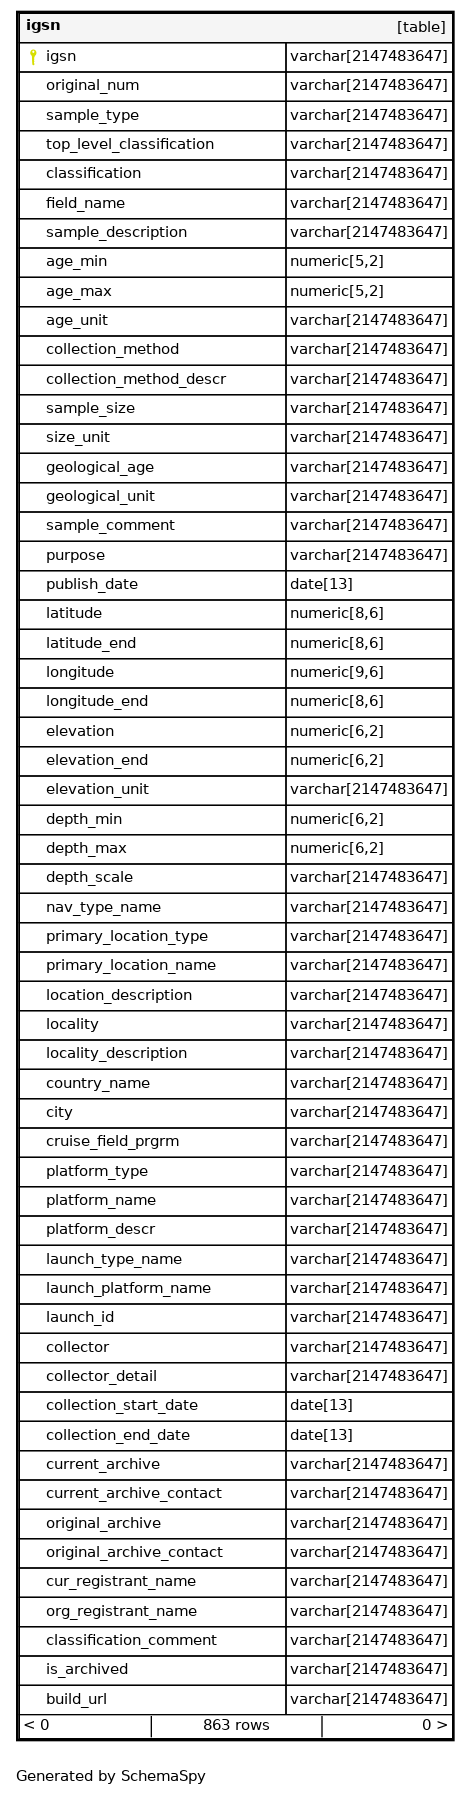 igsn [table]
igsn varchar[2147483647]
original_num varchar[2147483647]
sample_type varchar[2147483647]
top_level_classification varchar[2147483647]
classification varchar[2147483647]
field_name varchar[2147483647]
sample_description varchar[2147483647]
age_min numeric[5,2]
age_max numeric[5,2]
age_unit varchar[2147483647]
collection_method varchar[2147483647]
collection_method_descr varchar[2147483647]
sample_size varchar[2147483647]
size_unit varchar[2147483647]
geological_age varchar[2147483647]
geological_unit varchar[2147483647]
sample_comment varchar[2147483647]
purpose varchar[2147483647]
publish_date date[13]
latitude numeric[8,6]
latitude_end numeric[8,6]
longitude numeric[9,6]
longitude_end numeric[8,6]
elevation numeric[6,2]
elevation_end numeric[6,2]
elevation_unit varchar[2147483647]
depth_min numeric[6,2]
depth_max numeric[6,2]
depth_scale varchar[2147483647]
nav_type_name varchar[2147483647]
primary_location_type varchar[2147483647]
primary_location_name varchar[2147483647]
location_description varchar[2147483647]
locality varchar[2147483647]
locality_description varchar[2147483647]
country_name varchar[2147483647]
city varchar[2147483647]
cruise_field_prgrm varchar[2147483647]
platform_type varchar[2147483647]
platform_name varchar[2147483647]
platform_descr varchar[2147483647]
launch_type_name varchar[2147483647]
launch_platform_name varchar[2147483647]
launch_id varchar[2147483647]
collector varchar[2147483647]
collector_detail varchar[2147483647]
collection_start_date date[13]
collection_end_date date[13]
current_archive varchar[2147483647]
current_archive_contact varchar[2147483647]
original_archive varchar[2147483647]
original_archive_contact varchar[2147483647]
cur_registrant_name varchar[2147483647]
org_registrant_name varchar[2147483647]
classification_comment varchar[2147483647]
is_archived varchar[2147483647]
build_url varchar[2147483647]
< 0 863 rows 0 >
Generated by SchemaSpy